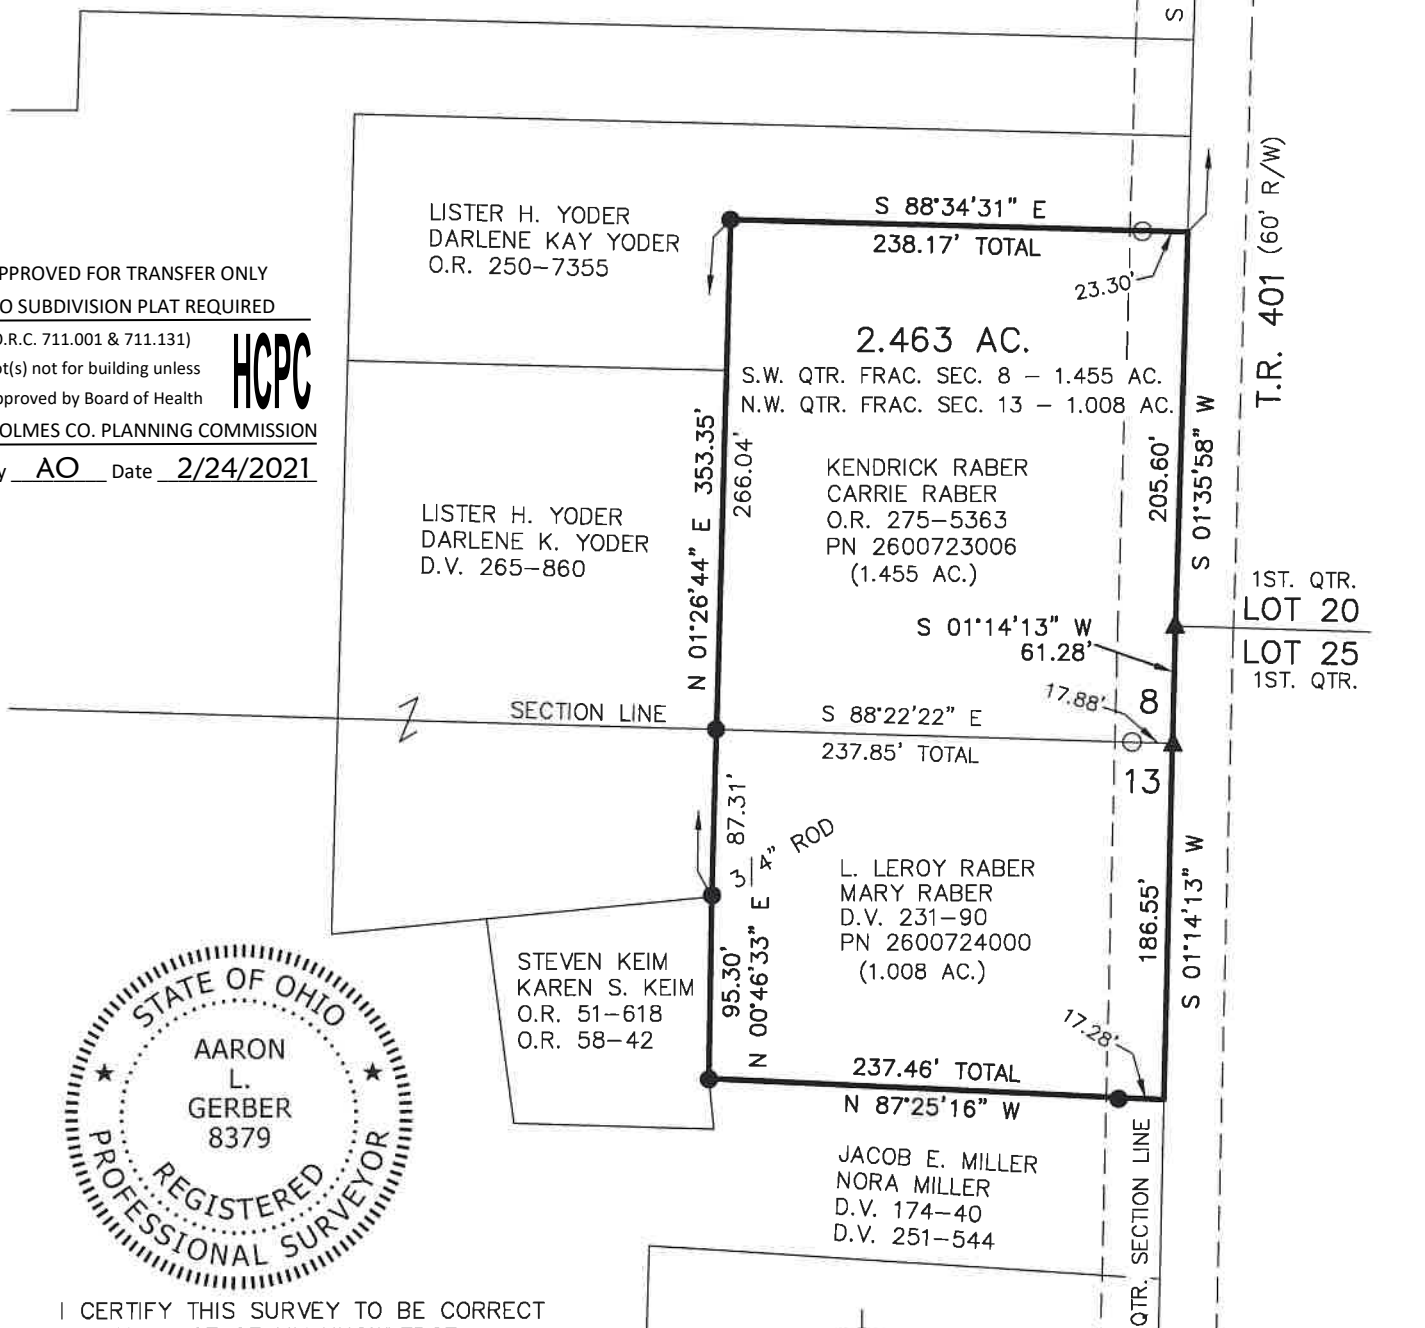 S
LISTER H. YODER
DARLENE KAY YODER
O.R. 250-7355
S 88°34'31" E
238.17' TOTAL
23.30'
T.R. 401 (60' R/W)
PPROVED FOR TRANSFER ONLY
O SUBDIVISION PLAT REQUIRED
O.R.C. 711.001 & 711.131)
ot(s) not for building unless
pproved by Board of Health
HCPC
OLMES CO. PLANNING COMMISSION
y AO Date 2/24/2021
2.463 AC.
S.W. QTR. FRAC. SEC. 8 - 1.455 AC.
N.W. QTR. FRAC. SEC. 13 - 1.008 AC.
N 01°26'44" E 353.35'
266.04'
KENDRICK RABER
CARRIE RABER
O.R. 275-5363
PN 2600723006
(1.455 AC.)
205.60'
S 01°35'58" W
LISTER H. YODER
DARLENE K. YODER
D.V. 265-860
1ST. QTR.
LOT 20
LOT 25
1ST. QTR.
S 01°14'13" W
61.28'
17.88'
8
SECTION LINE
S 88°22'22" E
237.85' TOTAL
13
87.31'
3/4" ROD
L. LEROY RABER
MARY RABER
D.V. 231-90
PN 2600724000
(1.008 AC.)
186.55'
S 01°14'13" W
STEVEN KEIM
KAREN S. KEIM
O.R. 51-618
O.R. 58-42
95.30'
N 00°46'33" E
17.28'
237.46' TOTAL
N 87°25'16" W
STATE OF OHIO
AARON
L.
GERBER
8379
REGISTERED
PROFESSIONAL SURVEYOR
JACOB E. MILLER
NORA MILLER
D.V. 174-40
D.V. 251-544
QTR. SECTION LINE
I CERTIFY THIS SURVEY TO BE CORRECT